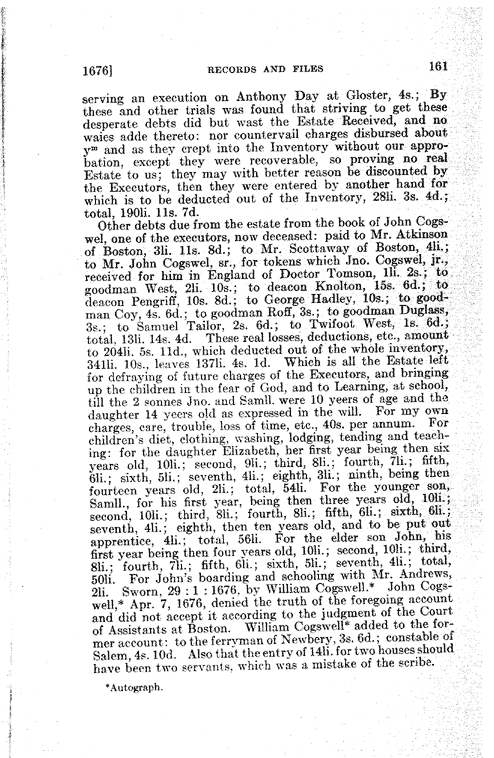 1676] RECORDS AND FILES 161
serving an execution on Anthony Day at Gloster, 4s.; By
these and other trials was found that striving to get these
desperate debts did but wast the Estate Received, and no
waies adde thereto: nor countervail charges disbursed about
yᵐ and as they crept into the Inventory without our appro-
bation, except they were recoverable, so proving no real
Estate to us; they may with better reason be discounted by
the Executors, then they were entered by another hand for
which is to be deducted out of the Inventory, 28li. 3s. 4d.;
total, 190li. 11s. 7d.
Other debts due from the estate from the book of John Cogs-
wel, one of the executors, now deceased: paid to Mr. Atkinson
of Boston, 3li. 11s. 8d.; to Mr. Scottaway of Boston, 4li.;
to Mr. John Cogswel, sr., for tokens which Jno. Cogswel, jr.,
received for him in England of Doctor Tomson, 1li. 2s.; to
goodman West, 2li. 10s.; to deacon Knolton, 15s. 6d.; to
deacon Pengriff, 10s. 8d.; to George Hadley, 10s.; to good-
man Coy, 4s. 6d.; to goodman Roff, 3s.; to goodman Duglass,
3s.; to Samuel Tailor, 2s. 6d.; to Twifoot West, 1s. 6d.;
total, 13li. 14s. 4d. These real losses, deductions, etc., amount
to 204li. 5s. 11d., which deducted out of the whole inventory,
341li. 10s., leaves 137li. 4s. 1d. Which is all the Estate left
for defraying of future charges of the Executors, and bringing
up the children in the fear of God, and to Learning, at school,
till the 2 sonnes Jno. and Samll. were 10 yeers of age and the
daughter 14 yeers old as expressed in the will. For my own
charges, care, trouble, loss of time, etc., 40s. per annum. For
children's diet, clothing, washing, lodging, tending and teach-
ing: for the daughter Elizabeth, her first year being then six
years old, 10li.; second, 9li.; third, 8li.; fourth, 7li.; fifth,
6li.; sixth, 5li.; seventh, 4li.; eighth, 3li.; ninth, being then
fourteen years old, 2li.; total, 54li. For the younger son,
Samll., for his first year, being then three years old, 10li.;
second, 10li.; third, 8li.; fourth, 8li.; fifth, 6li.; sixth, 6li.;
seventh, 4li.; eighth, then ten years old, and to be put out
apprentice, 4li.; total, 56li. For the elder son John, his
first year being then four years old, 10li.; second, 10li.; third,
8li.; fourth, 7li.; fifth, 6li.; sixth, 5li.; seventh, 4li.; total,
50li. For John's boarding and schooling with Mr. Andrews,
2li. Sworn, 29 : 1 : 1676, by William Cogswell.* John Cogs-
well,* Apr. 7, 1676, denied the truth of the foregoing account
and did not accept it according to the judgment of the Court
of Assistants at Boston. William Cogswell* added to the for-
mer account: to the ferryman of Newbery, 3s. 6d.; constable of
Salem, 4s. 10d. Also that the entry of 14li. for two houses should
have been two servants, which was a mistake of the scribe.
*Autograph.